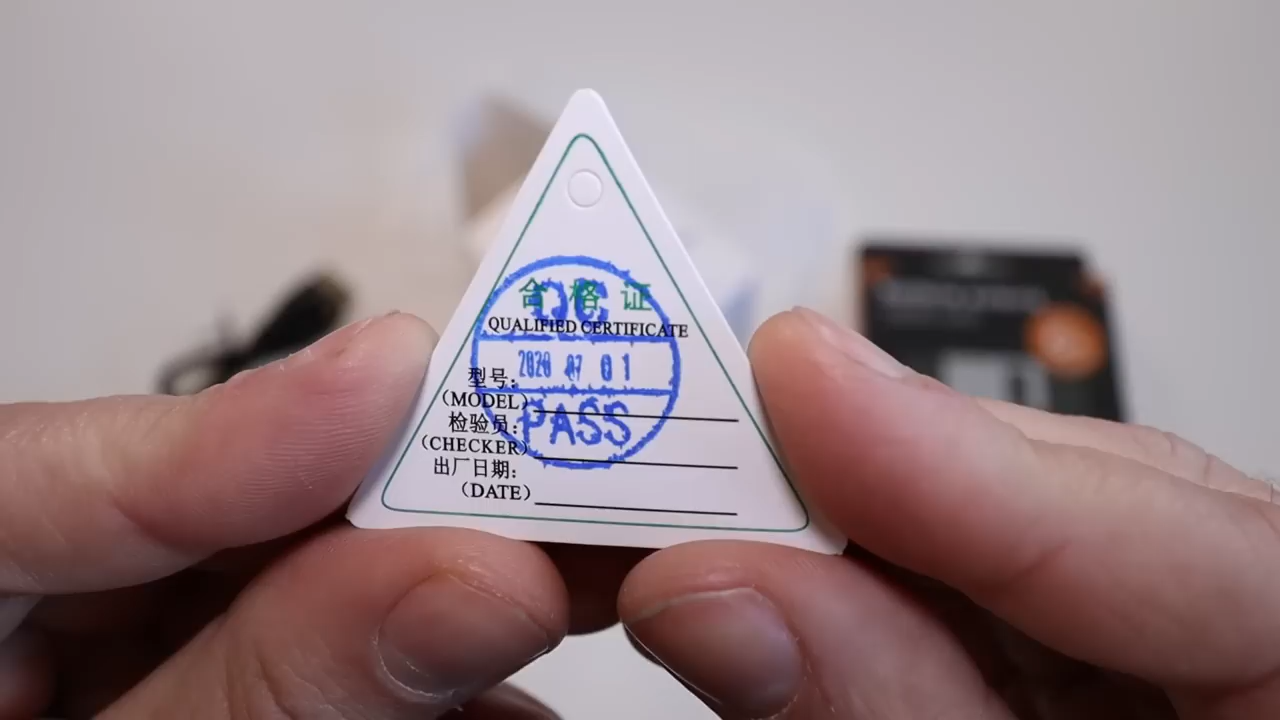 QC
合格证
QUALIFIED CERTIFICATE
2020 07 01
型号:
(MODEL)
PASS
检验员:
(CHECKER)
出厂日期:
(DATE)